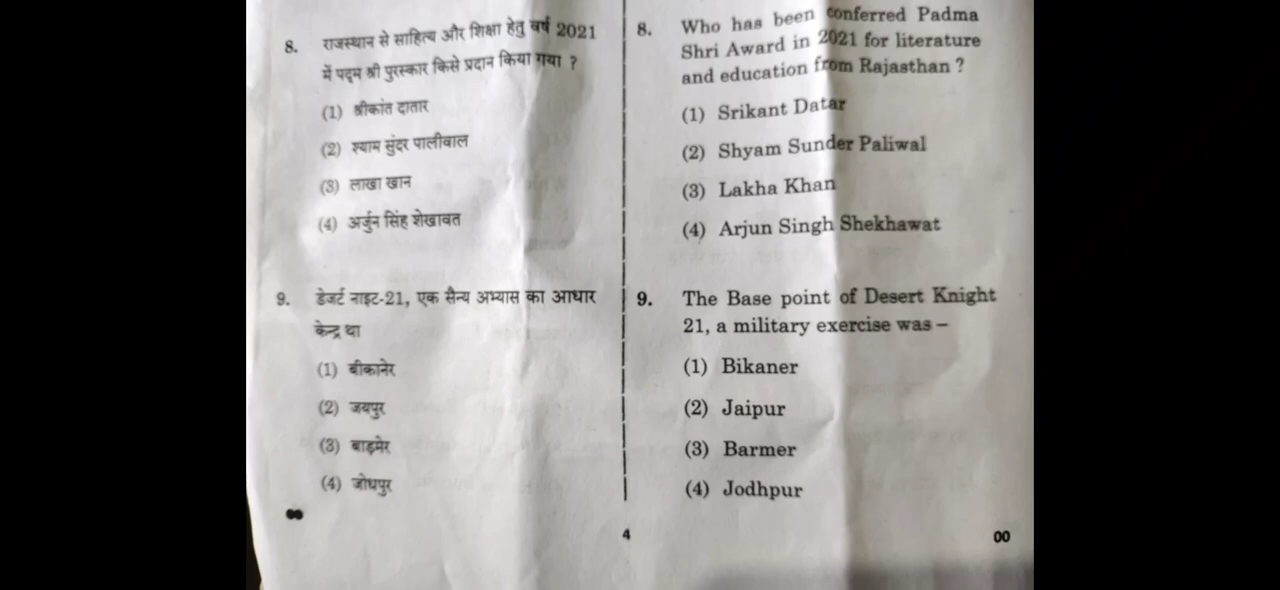 8. राजस्थान से साहित्य और शिक्षा हेतु वर्ष 2021
में पद्म श्री पुरस्कार किसे प्रदान किया गया ?
(1) श्रीकांत दातार
(2) श्याम सुंदर पालीवाल
(3) लाखा खान
(4) अर्जुन सिंह शेखावत
9. डेजर्ट नाइट-21, एक सैन्य अभ्यास का आधार
केन्द्र था
(1) बीकानेर
(2) जयपुर
(3) बाड़मेर
(4) जोधपुर
8. Who has been conferred Padma
Shri Award in 2021 for literature
and education from Rajasthan ?
(1) Srikant Datar
(2) Shyam Sunder Paliwal
(3) Lakha Khan
(4) Arjun Singh Shekhawat
9. The Base point of Desert Knight
21, a military exercise was –
(1) Bikaner
(2) Jaipur
(3) Barmer
(4) Jodhpur
4
00